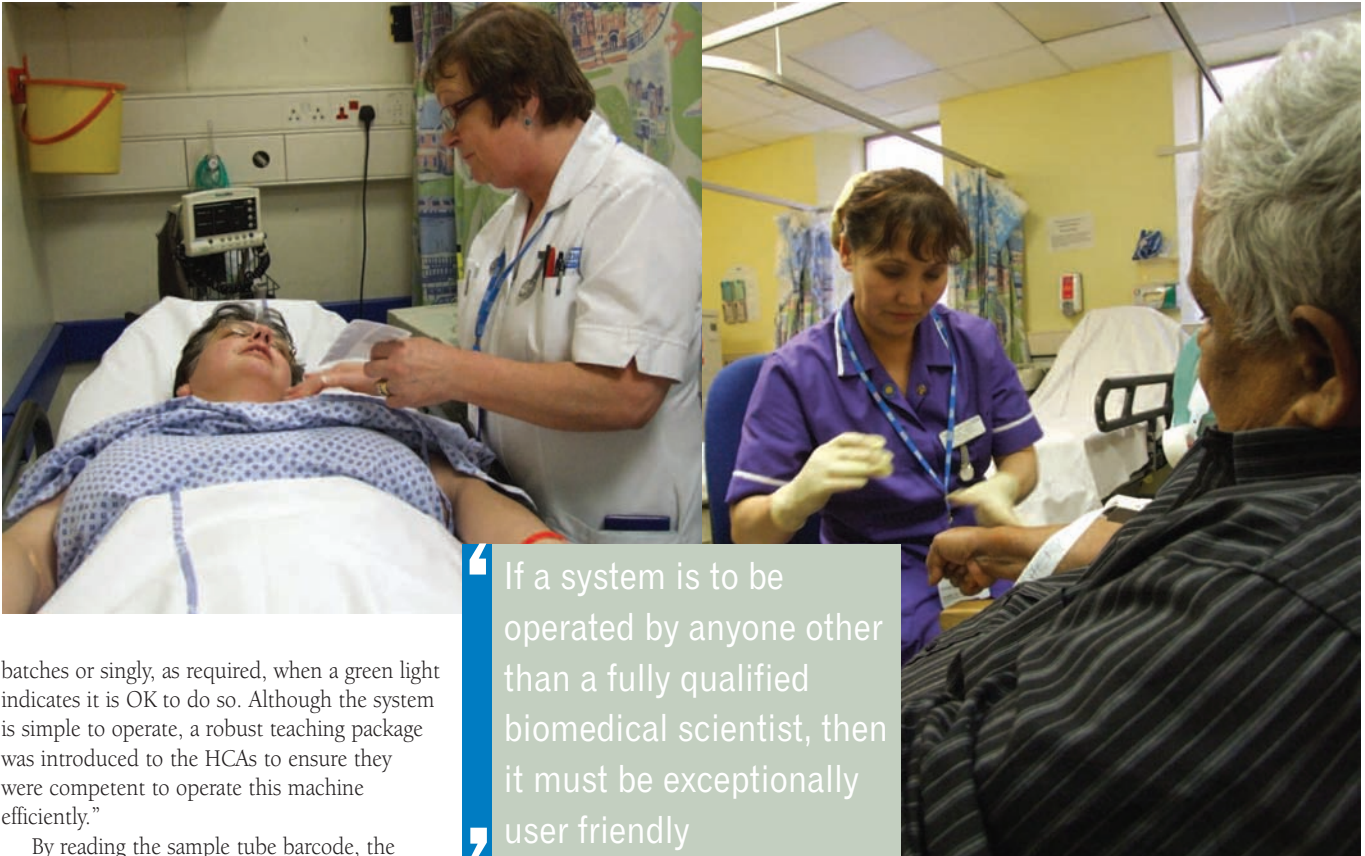 batches or singly, as required, when a green light
indicates it is OK to do so. Although the system
is simple to operate, a robust teaching package
was introduced to the HCAs to ensure they
were competent to operate this machine
efficiently.”
By reading the sample tube barcode, the
‘
If a system is to be
operated by anyone other
than a fully qualified
biomedical scientist, then
it must be exceptionally
user friendly
’